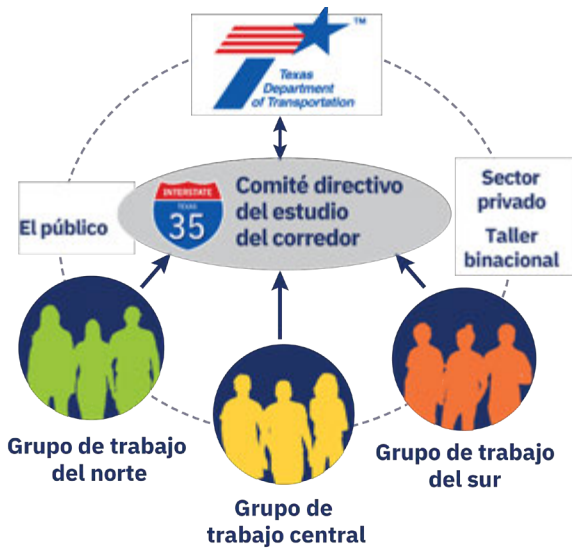 TM
Texas
Department
of Transportation
INTERSTATE
TEXAS
35
Comité directivo
del estudio
del corredor
El público
Sector
privado
Taller
binacional
Grupo de trabajo
del norte
Grupo de
trabajo central
Grupo de trabajo
del sur